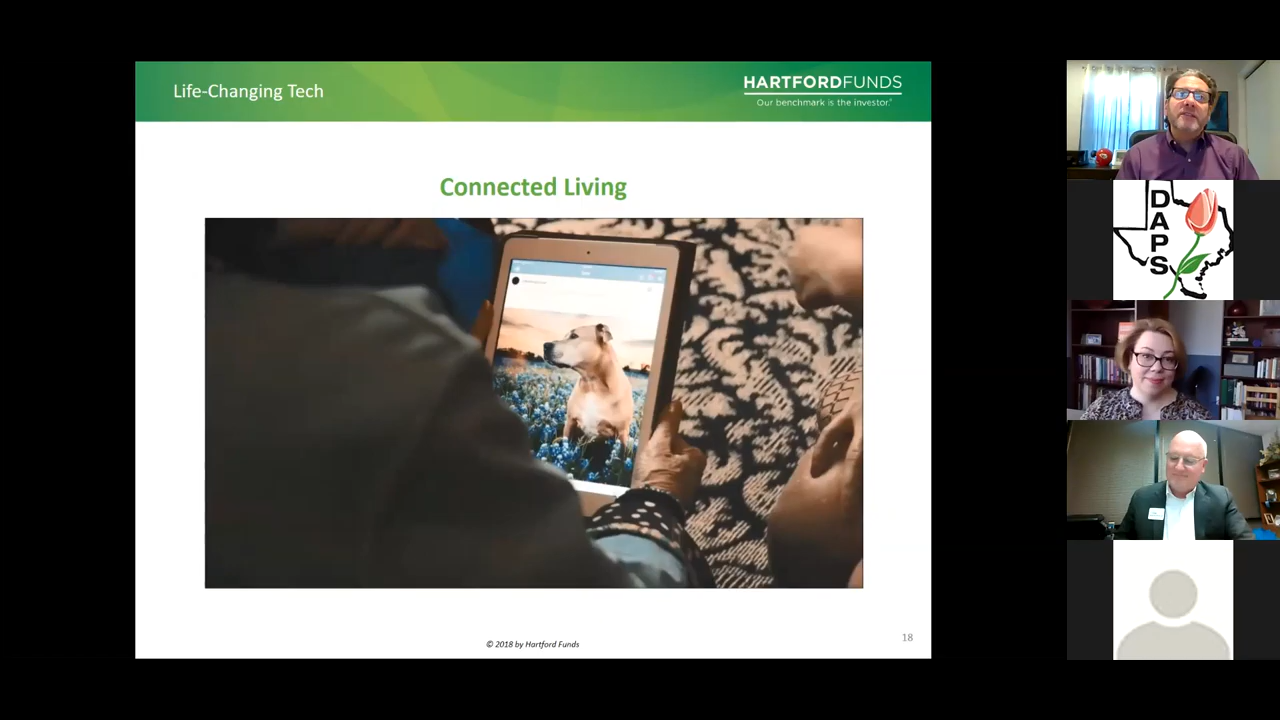 Life-Changing Tech
HARTFORDFUNDS
Our benchmark is the investor.®
Connected Living
© 2018 by Hartford Funds
18
DAPS